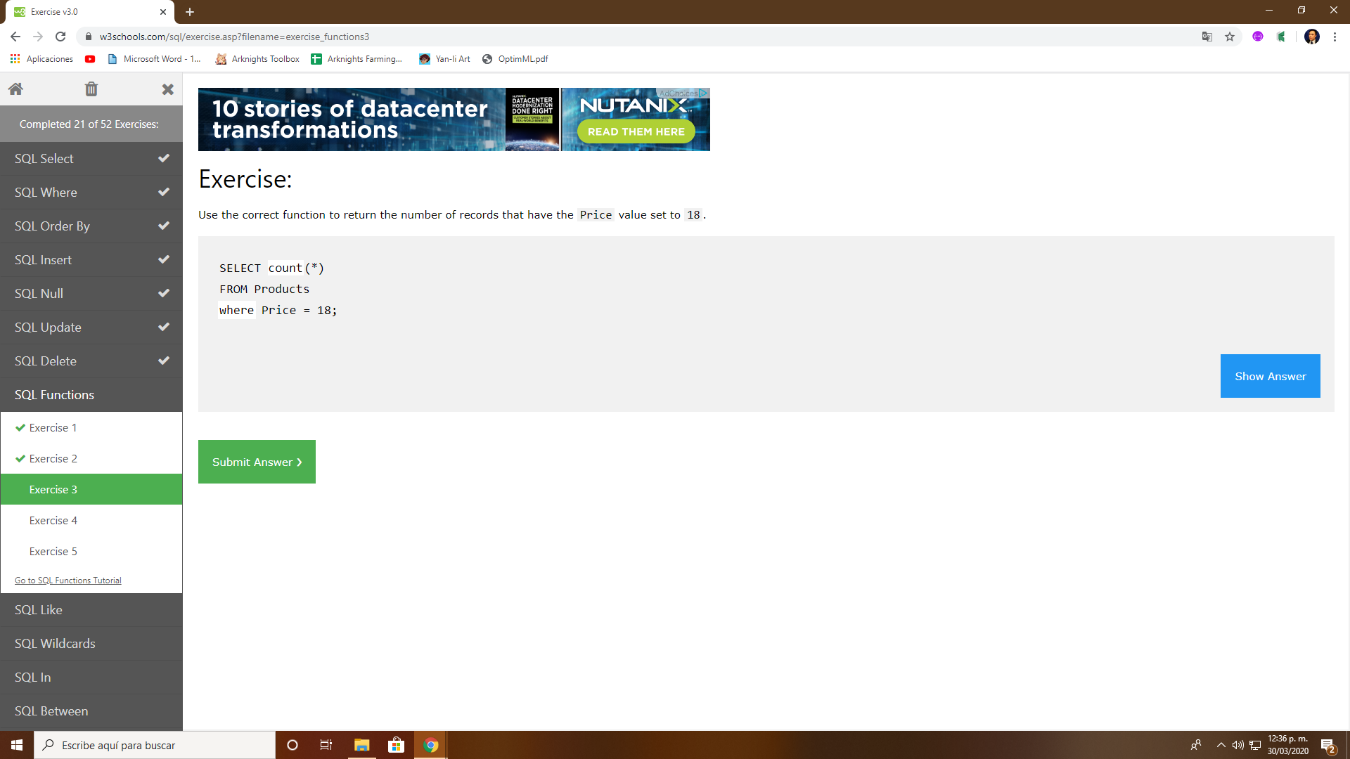 Exercise v3.0
w3schools.com/sql/exercise.asp?filename=exercise_functions3
Aplicaciones
Microsoft Word - 1...
Arknights Toolbox
Arknights Farming...
Yan-li Art
OptimML.pdf
Completed 21 of 52 Exercises:
SQL Select
SQL Where
SQL Order By
SQL Insert
SQL Null
SQL Update
SQL Delete
SQL Functions
Exercise 1
Exercise 2
Exercise 3
Exercise 4
Exercise 5
Go to SQL Functions Tutorial
SQL Like
SQL Wildcards
SQL In
SQL Between
10 stories of datacenter
transformations
DATACENTER
MODERNIZATION
DONE RIGHT
NUTANIX
READ THEM HERE
Exercise:
Use the correct function to return the number of records that have the Price value set to 18.
SELECT count(*)
FROM Products
where Price = 18;
Show Answer
Submit Answer ❯
Escribe aquí para buscar
12:36 p. m.
30/03/2020
2